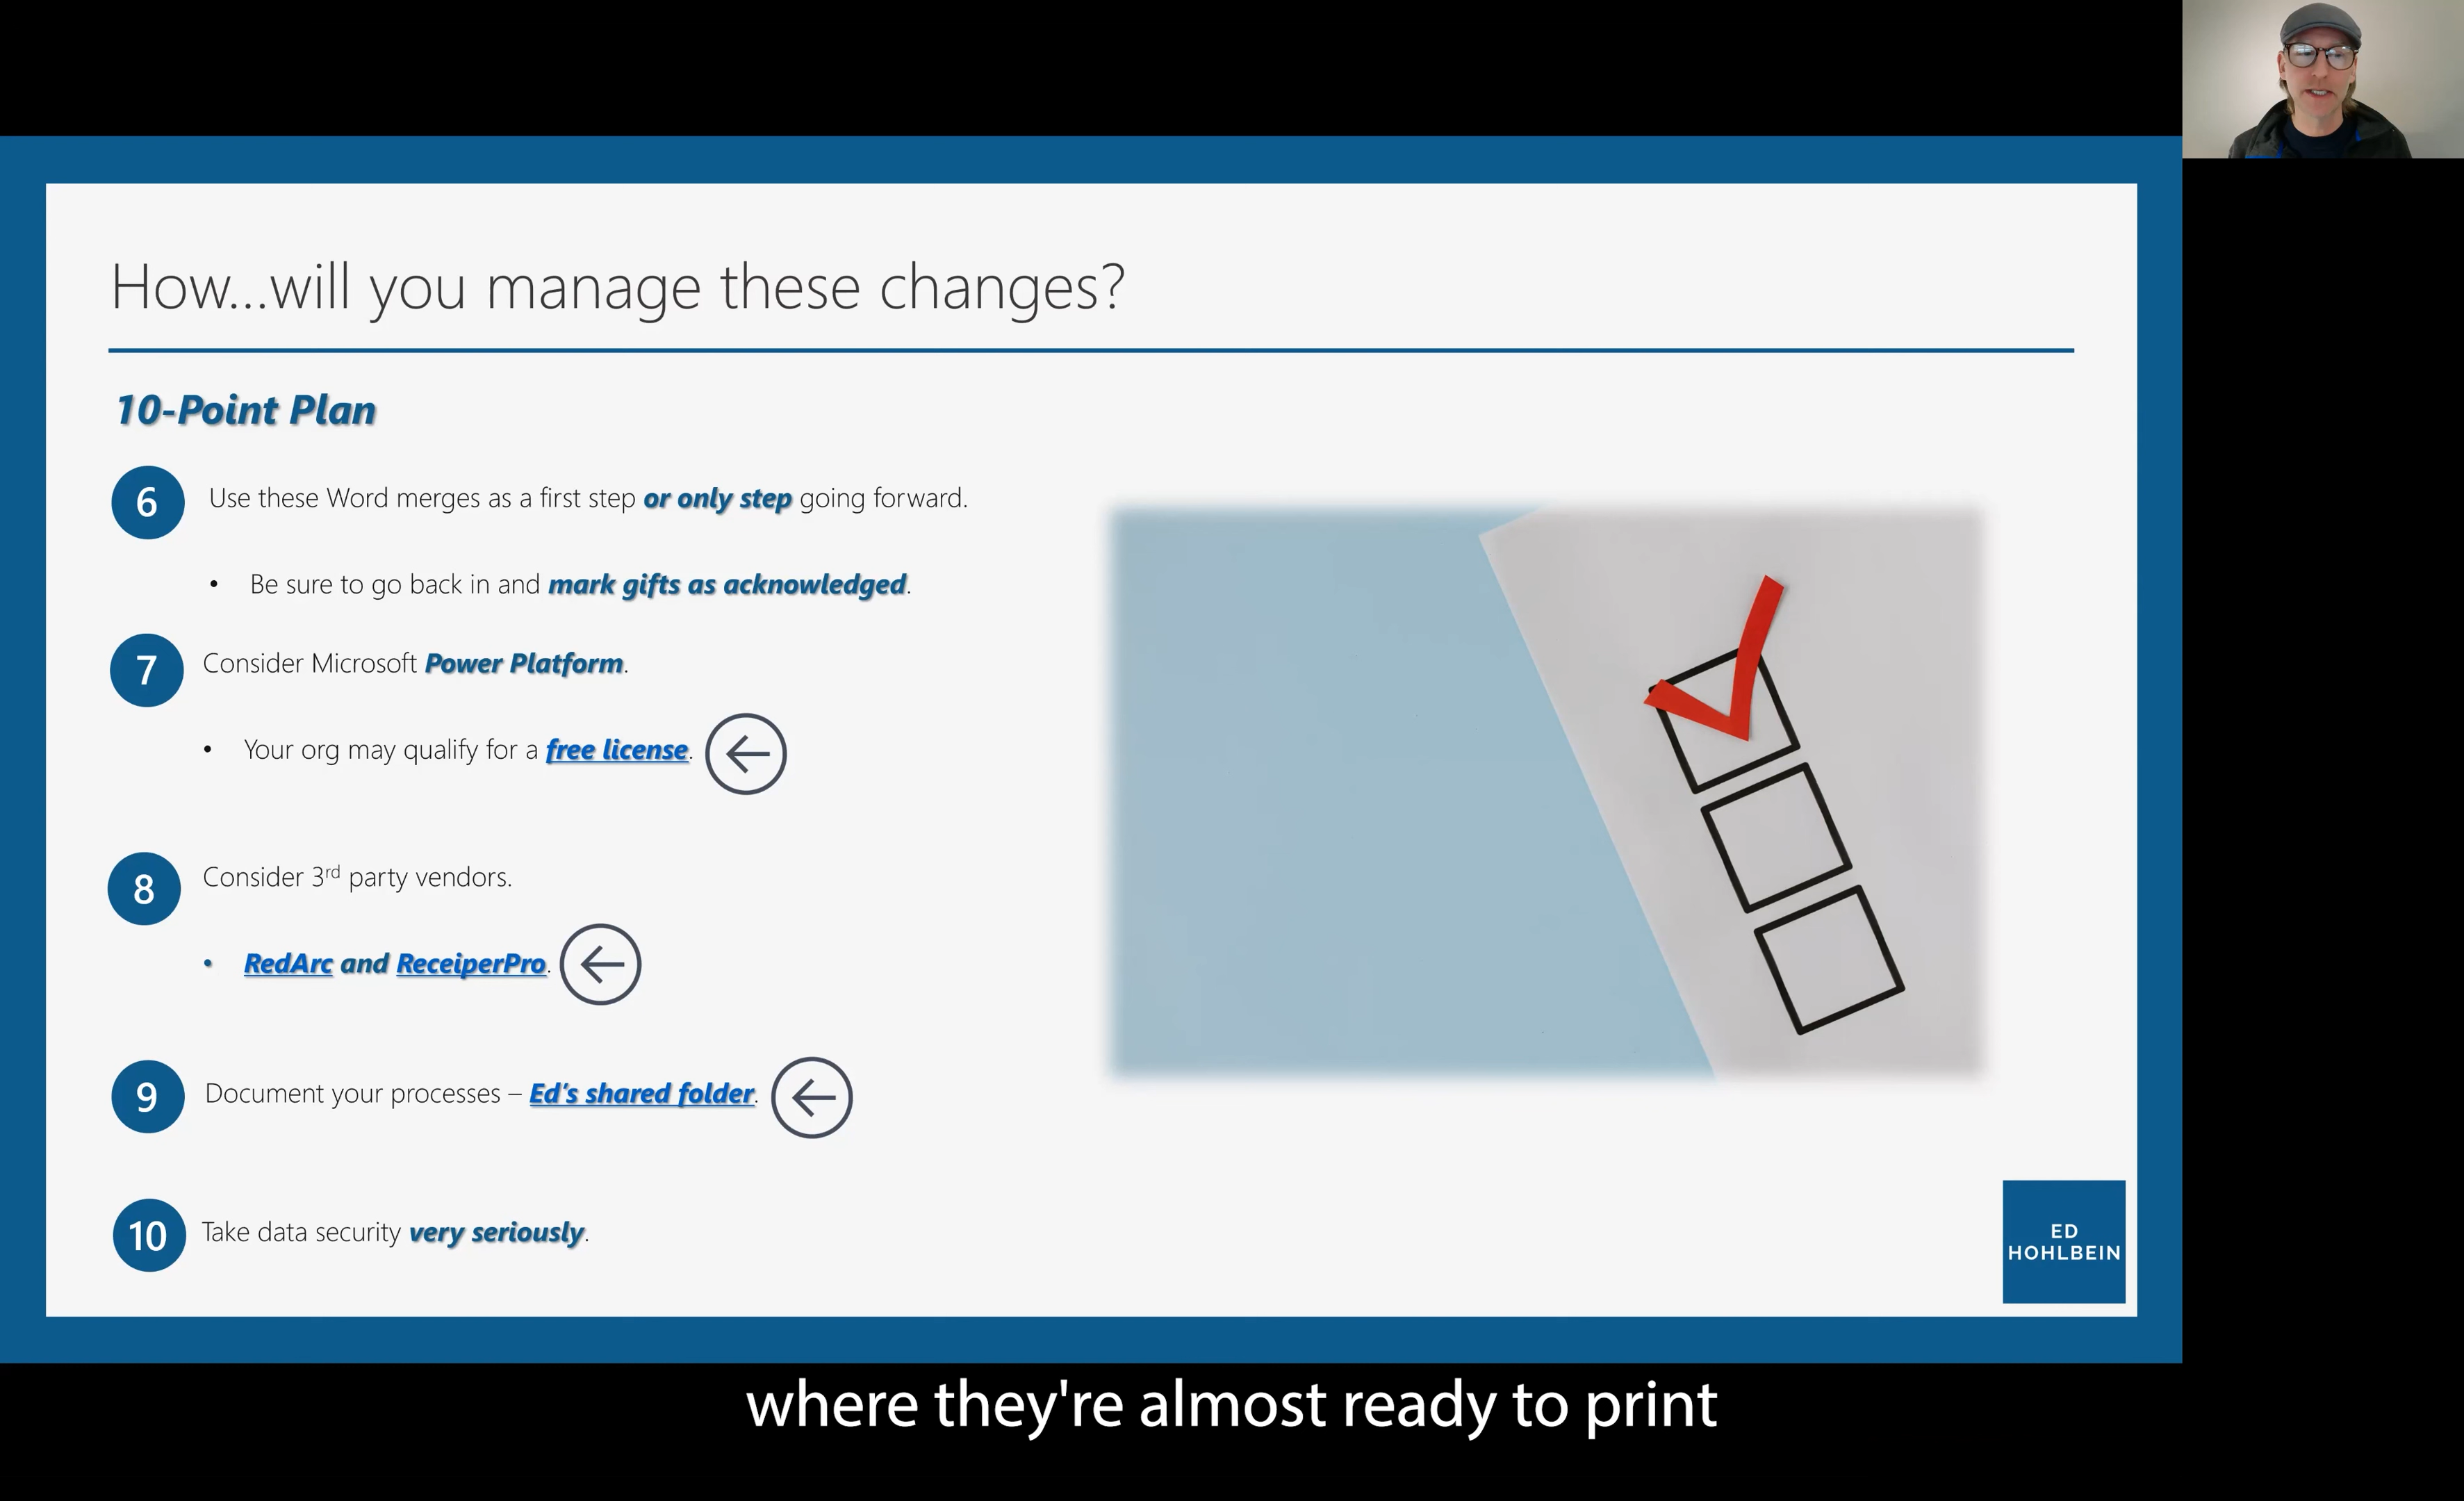 How...will you manage these changes?
10-Point Plan
6 Use these Word merges as a first step or only step going forward.
• Be sure to go back in and mark gifts as acknowledged.
7 Consider Microsoft Power Platform.
• Your org may qualify for a free license.
8 Consider 3rd party vendors.
• RedArc and ReceiperPro.
9 Document your processes – Ed's shared folder.
10 Take data security very seriously.
ED
HOHLBEIN
where they're almost ready to print